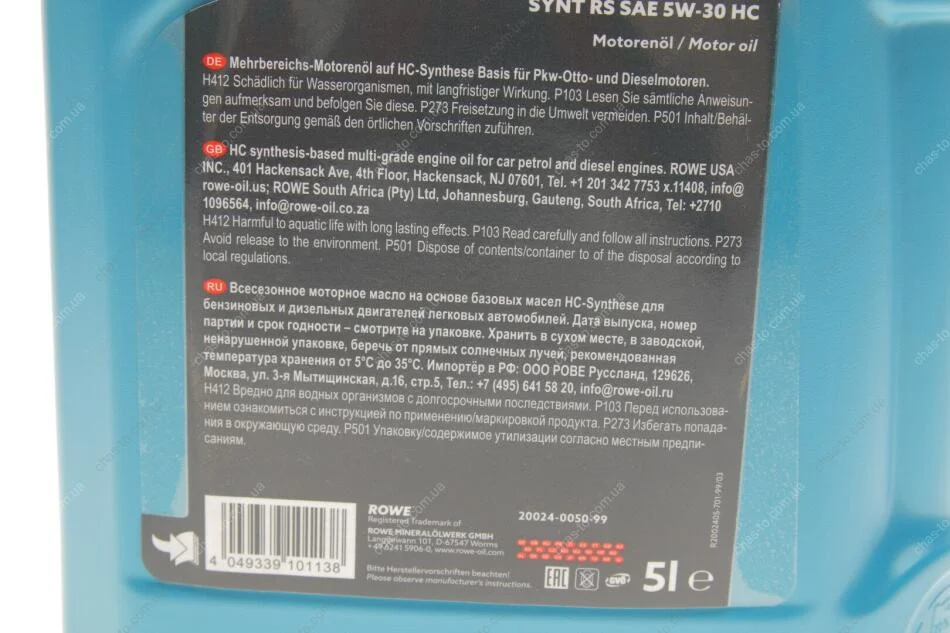 SYNT RS SAE 5W-30 HC
Motorenöl / Motor oil
DE Mehrbereichs-Motorenöl auf HC-Synthese Basis für Pkw-Otto- und Dieselmotoren.
H412 Schädlich für Wasserorganismen, mit langfristiger Wirkung. P103 Lesen Sie sämtliche Anweisun-
gen aufmerksam und befolgen Sie diese. P273 Freisetzung in die Umwelt vermeiden. P501 Inhalt/Behäl-
ter der Entsorgung gemäß den örtlichen Vorschriften zuführen.
GB HC synthesis-based multi-grade engine oil for car petrol and diesel engines. ROWE USA
INC., 401 Hackensack Ave, 4th Floor, Hackensack, NJ 07601, Tel. +1 201 342 7753 x.11408, info@
rowe-oil.us; ROWE South Africa (Pty) Ltd, Johannesburg, Gauteng, South Africa, Tel: +2710
1096564, info@rowe-oil.co.za
H412 Harmful to aquatic life with long lasting effects. P103 Read carefully and follow all instructions. P273
Avoid release to the environment. P501 Dispose of contents/container to of the disposal according to
local regulations.
RU Всесезонное моторное масло на основе базовых масел HC-Synthese для
бензиновых и дизельных двигателей легковых автомобилей. Дата выпуска, номер
партии и срок годности – смотрите на упаковке. Хранить в сухом месте, в заводской,
ненарушенной упаковке, беречь от прямых солнечных лучей, рекомендованная
температура хранения от 5°C до 35°C. Импортёр в РФ: ООО РОВЕ Руссланд, 129626,
Москва, ул. 3-я Мытищинская, д.16, стр.5, Тел.: +7 (495) 641 58 20, info@rowe-oil.ru
H412 Вредно для водных организмов с долгосрочными последствиями. P103 Перед использова-
нием ознакомиться с инструкцией по применению/маркировкой продукта. P273 Избегать попада-
ния в окружающую среду. P501 Упаковку/содержимое утилизации согласно местным предпи-
саниям.
4 049339 101138
ROWE
Registered Trademark of
ROWE MINERALÖLWERK GMBH
Langgewann 101, D-67547 Worms
+49 6241 5906-0, www.rowe-oil.com
Bitte Herstellervorschriften beachten!
Please observe manufacturer's instructions.
20024-0050-99
EAC
GVÖ
5l e
R2002405-701-99/03
chas-to.com.ua